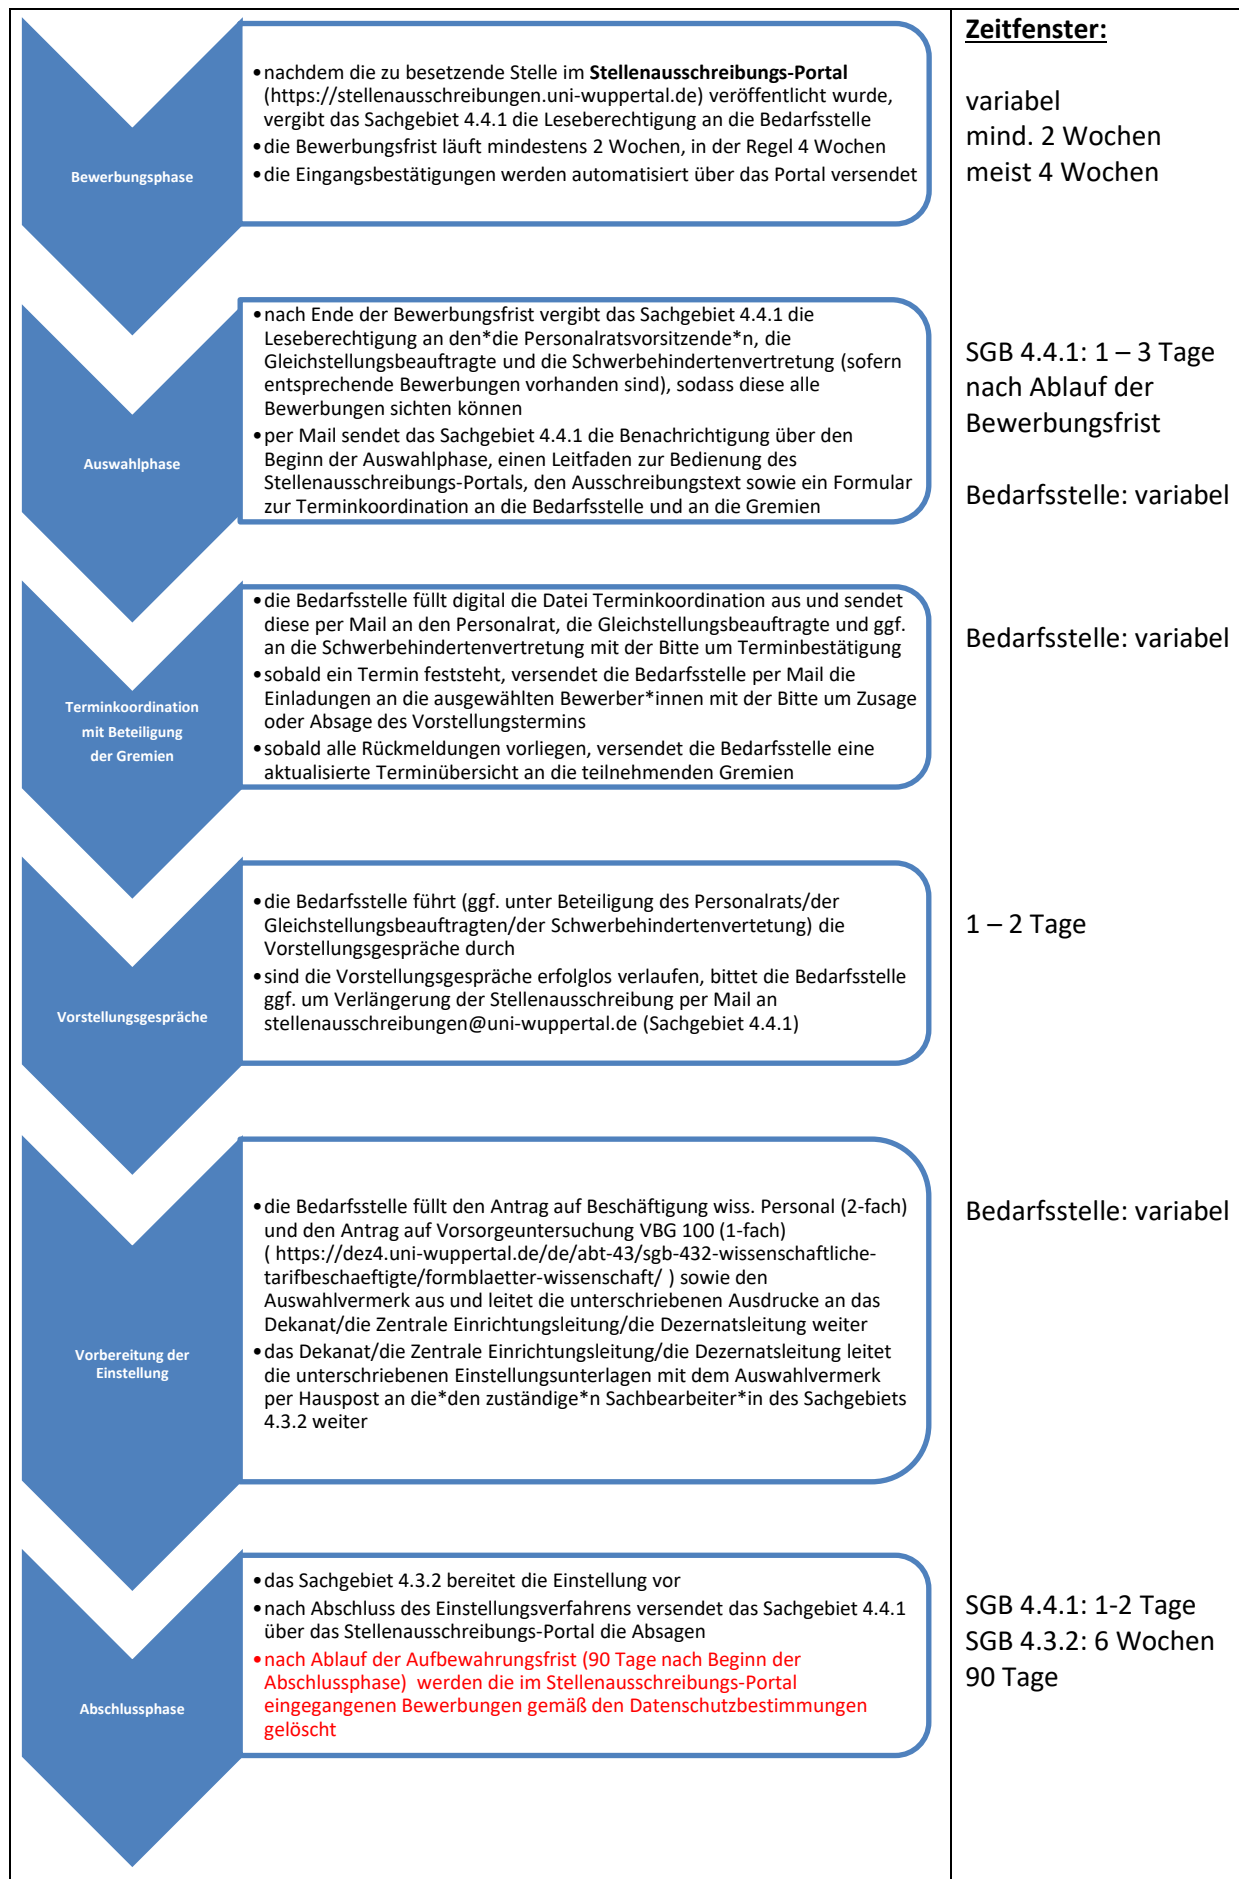 Zeitfenster:
•nachdem die zu besetzende Stelle im Stellenausschreibungs-Portal
(https://stellenausschreibungen.uni-wuppertal.de) veröffentlicht wurde,
vergibt das Sachgebiet 4.4.1 die Leseberechtigung an die Bedarfsstelle
•die Bewerbungsfrist läuft mindestens 2 Wochen, in der Regel 4 Wochen
•die Eingangsbestätigungen werden automatisiert über das Portal versendet
Bewerbungsphase
variabel
mind. 2 Wochen
meist 4 Wochen
•nach Ende der Bewerbungsfrist vergibt das Sachgebiet 4.4.1 die
Leseberechtigung an den*die Personalratsvorsitzende*n, die
Gleichstellungsbeauftragte und die Schwerbehindertenvertretung (sofern
entsprechende Bewerbungen vorhanden sind), sodass diese alle
Bewerbungen sichten können
•per Mail sendet das Sachgebiet 4.4.1 die Benachrichtigung über den
Beginn der Auswahlphase, einen Leitfaden zur Bedienung des
Stellenausschreibungs-Portals, den Ausschreibungstext sowie ein Formular
zur Terminkoordination an die Bedarfsstelle und an die Gremien
Auswahlphase
SGB 4.4.1: 1 – 3 Tage
nach Ablauf der
Bewerbungsfrist
Bedarfsstelle: variabel
•die Bedarfsstelle füllt digital die Datei Terminkoordination aus und sendet
diese per Mail an den Personalrat, die Gleichstellungsbeauftragte und ggf.
an die Schwerbehindertenvertretung mit der Bitte um Terminbestätigung
•sobald ein Termin feststeht, versendet die Bedarfsstelle per Mail die
Einladungen an die ausgewählten Bewerber*innen mit der Bitte um Zusage
oder Absage des Vorstellungstermins
•sobald alle Rückmeldungen vorliegen, versendet die Bedarfsstelle eine
aktualisierte Terminübersicht an die teilnehmenden Gremien
Terminkoordination
mit Beteiligung
der Gremien
Bedarfsstelle: variabel
•die Bedarfsstelle führt (ggf. unter Beteiligung des Personalrats/der
Gleichstellungsbeauftragten/der Schwerbehindertenvertetung) die
Vorstellungsgespräche durch
•sind die Vorstellungsgespräche erfolglos verlaufen, bittet die Bedarfsstelle
ggf. um Verlängerung der Stellenausschreibung per Mail an
stellenausschreibungen@uni-wuppertal.de (Sachgebiet 4.4.1)
Vorstellungsgespräche
1 – 2 Tage
•die Bedarfsstelle füllt den Antrag auf Beschäftigung wiss. Personal (2-fach)
und den Antrag auf Vorsorgeuntersuchung VBG 100 (1-fach)
( https://dez4.uni-wuppertal.de/de/abt-43/sgb-432-wissenschaftliche-
tarifbeschaeftigte/formblaetter-wissenschaft/ ) sowie den
Auswahlvermerk aus und leitet die unterschriebenen Ausdrucke an das
Dekanat/die Zentrale Einrichtungsleitung/die Dezernatsleitung weiter
•das Dekanat/die Zentrale Einrichtungsleitung/die Dezernatsleitung leitet
die unterschriebenen Einstellungsunterlagen mit dem Auswahlvermerk
per Hauspost an die*den zuständige*n Sachbearbeiter*in des Sachgebiets
4.3.2 weiter
Vorbereitung der
Einstellung
Bedarfsstelle: variabel
•das Sachgebiet 4.3.2 bereitet die Einstellung vor
•nach Abschluss des Einstellungsverfahrens versendet das Sachgebiet 4.4.1
über das Stellenausschreibungs-Portal die Absagen
•nach Ablauf der Aufbewahrungsfrist (90 Tage nach Beginn der
Abschlussphase)  werden die im Stellenausschreibungs-Portal
eingegangenen Bewerbungen gemäß den Datenschutzbestimmungen
gelöscht
Abschlussphase
SGB 4.4.1: 1-2 Tage
SGB 4.3.2: 6 Wochen
90 Tage